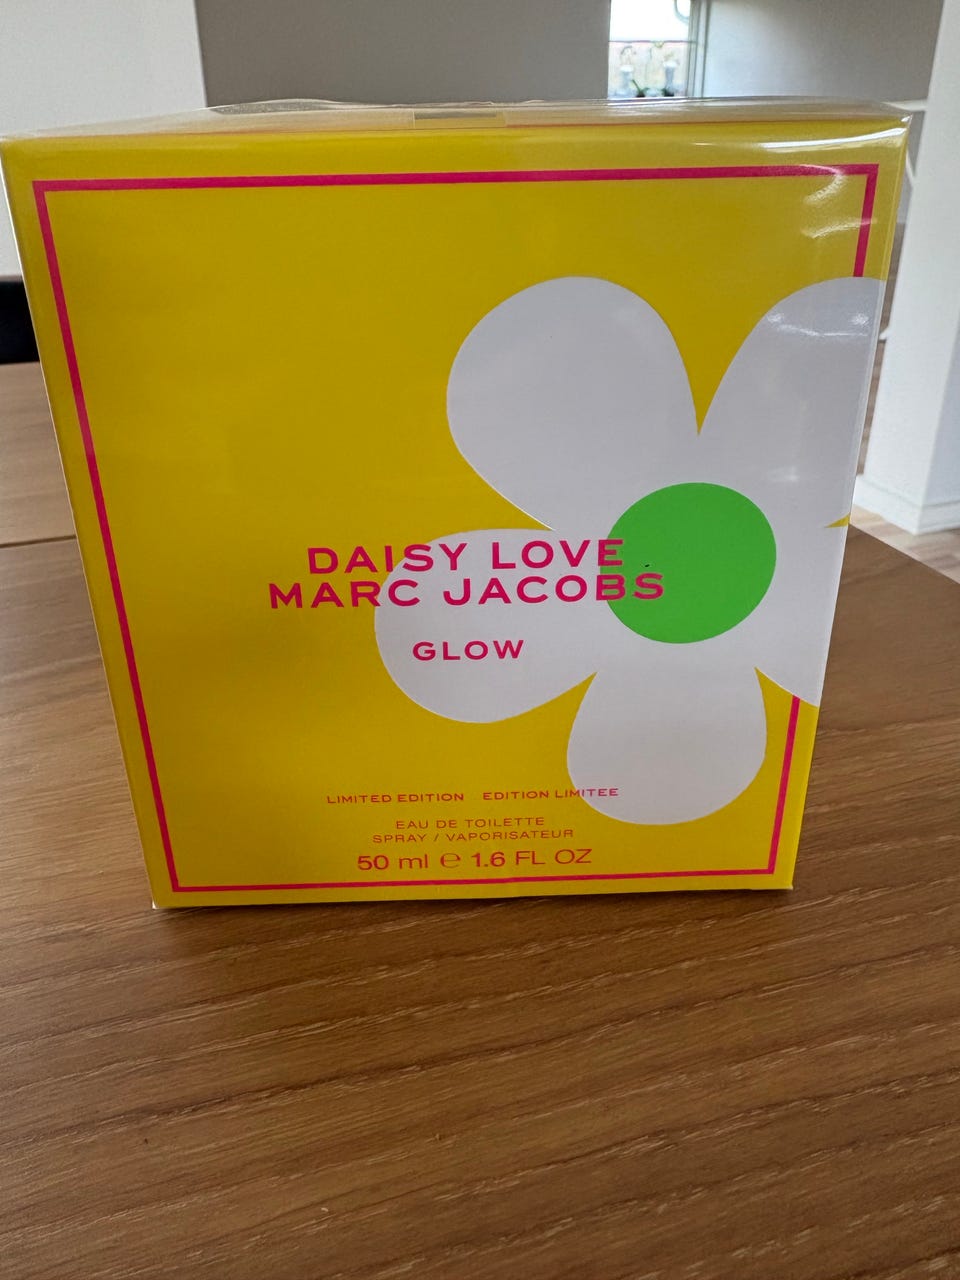 DAISY LOVE
MARC JACOBS
GLOW
LIMITED EDITION EDITION LIMITEE
EAU DE TOILETTE
SPRAY / VAPORISATEUR
50 ml ℮ 1.6 FL OZ